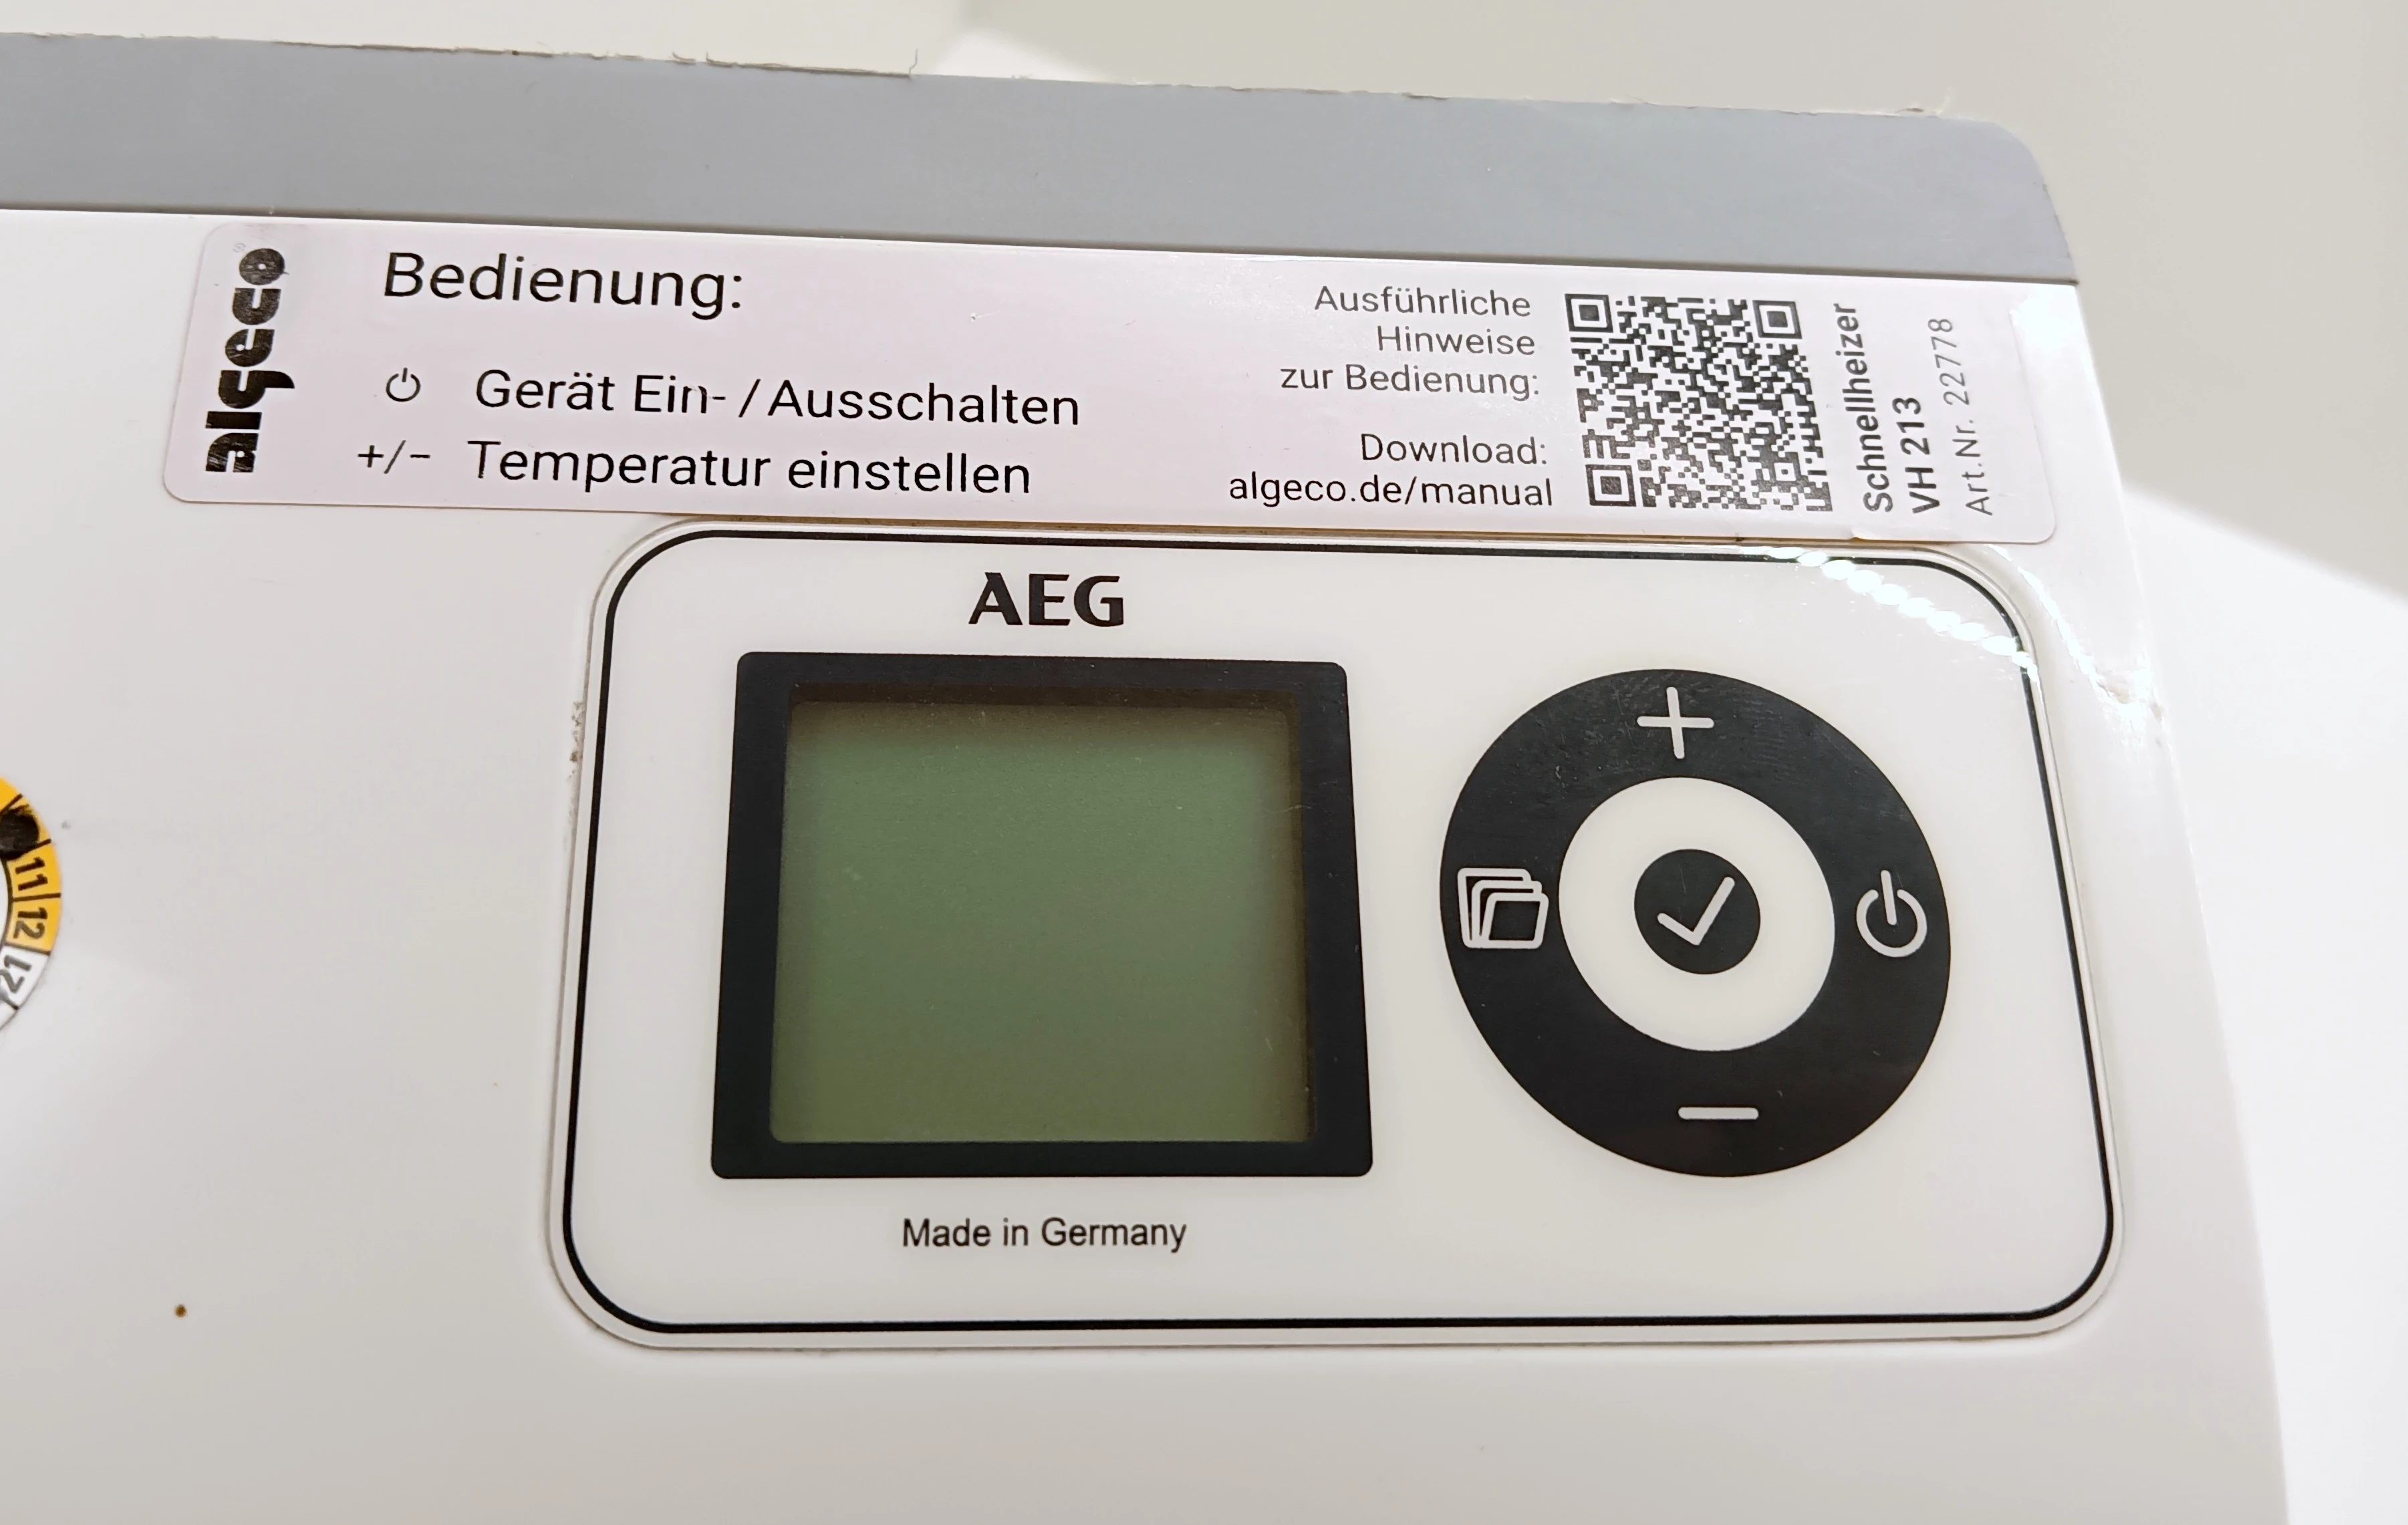 algeco
Bedienung:
Gerät Ein- / Ausschalten
+/− Temperatur einstellen
Ausführliche
Hinweise
zur Bedienung:
Download:
algeco.de/manual
Schnellheizer
VH 213
Art.Nr. 22778
AEG
Made in Germany
11
12
21